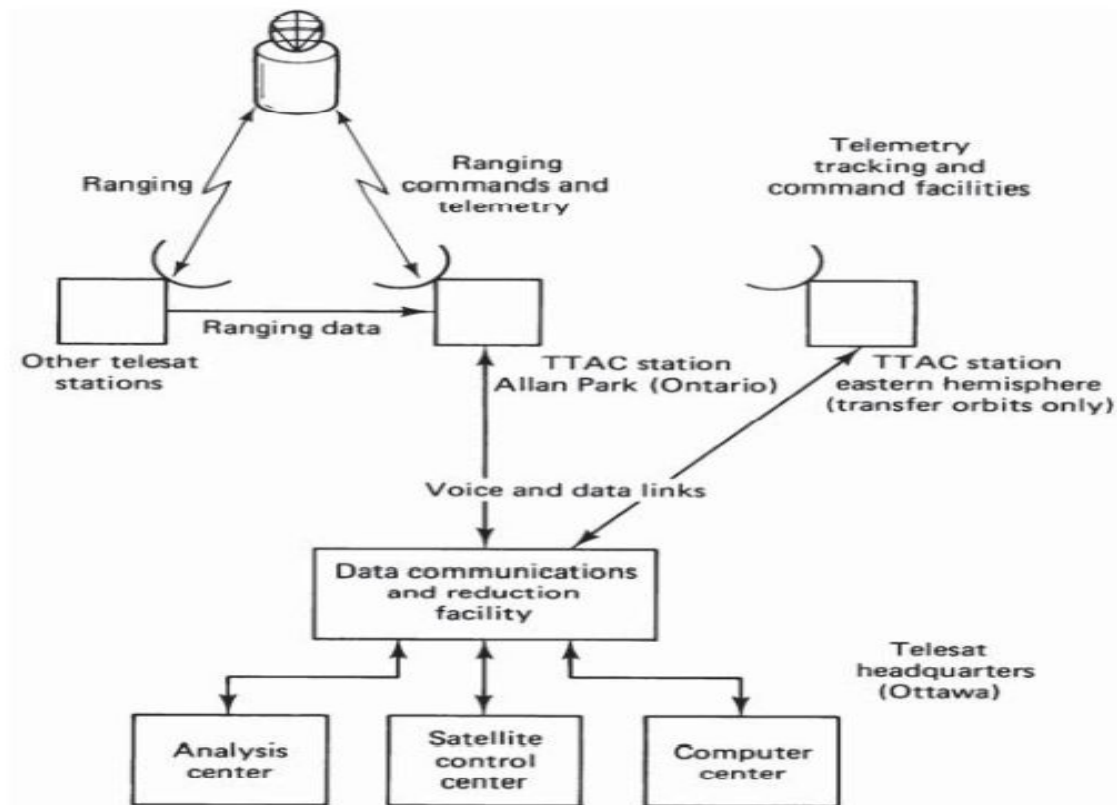 Ranging
Ranging
commands and
telemetry
Telemetry
tracking and
command facilities
Ranging data
Other telesat
stations
TTAC station
Allan Park (Ontario)
TTAC station
eastern hemisphere
(transfer orbits only)
Voice and data links
Data communications
and reduction
facility
Telesat
headquarters
(Ottawa)
Analysis
center
Satellite
control
center
Computer
center